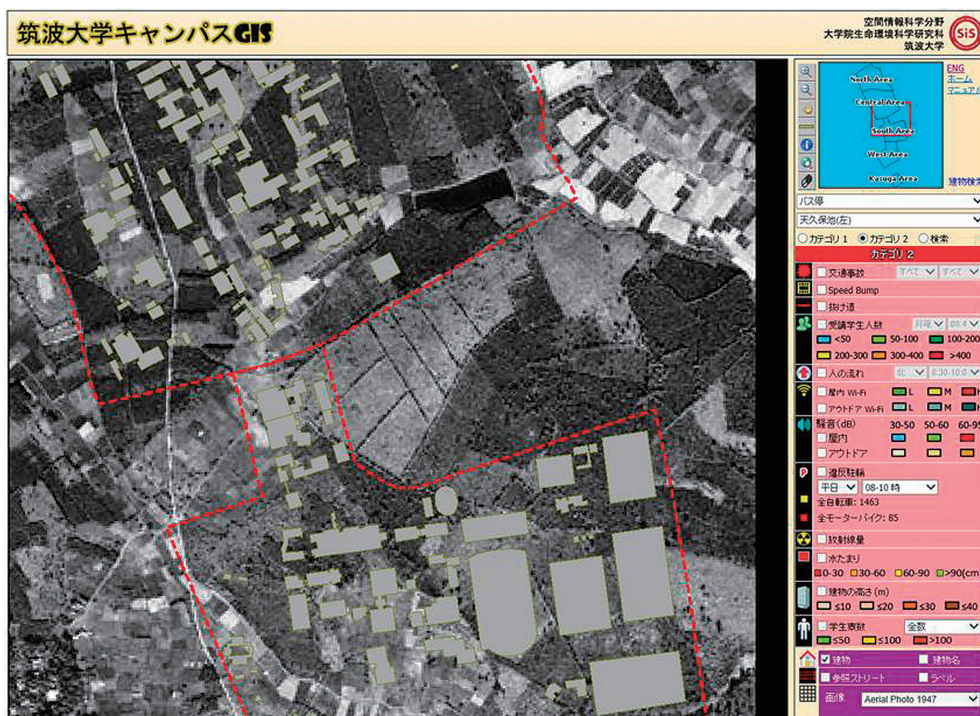 筑波大学キャンパスGIS
空間情報科学分野
大学院生命環境科学研究科
筑波大学
SiS
North Area
Central Area
South Area
West Area
Kasuga Area
ENG
ホーム
マニュアル
建物検索
バス停
天久保池(左)
カテゴリ 1 カテゴリ 2 検索
カテゴリ 2
交通事故 すべて すべて
Speed Bump
抜け道
受講学生人数 月曜
<50 50-100 100-200
200-300 300-400 >400
人の流れ 北 8:30-10:0
屋内 Wi-Fi L M
アウトドア Wi-Fi L M
騒音(dB) 30-50 50-60 60-95
屋内
アウトドア
P 違反駐輪
平日 08-10 時
全自転車: 1463
全モーターバイク: 85
放射線量
水たまり
0-30 30-60 60-90 >90(cm
建物の高さ (m)
≤10 ≤20 ≤30 ≤40
学生寮数 全数
≤50 ≤100 >100
建物 建物名
参照ストリート ラベル
画像 Aerial Photo 1947